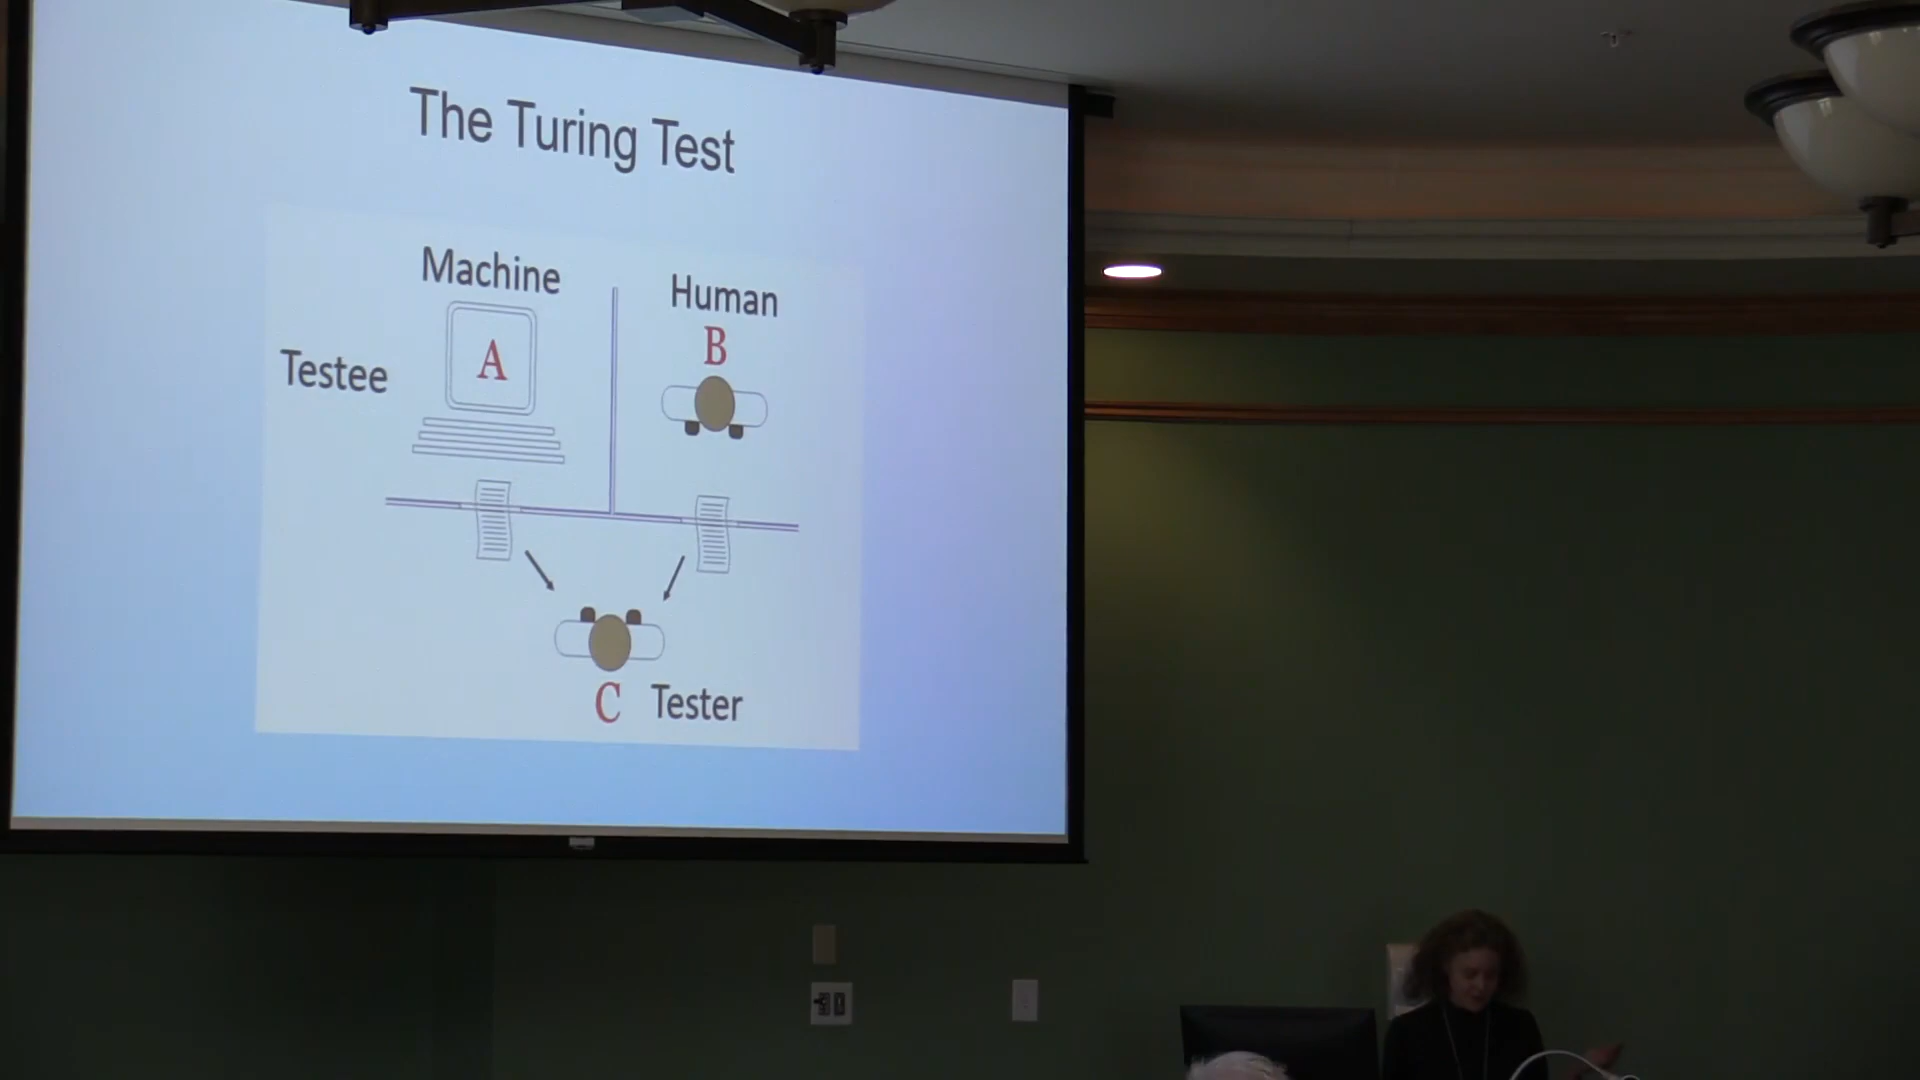 The Turing Test
Machine
Human
A
B
Testee
C Tester